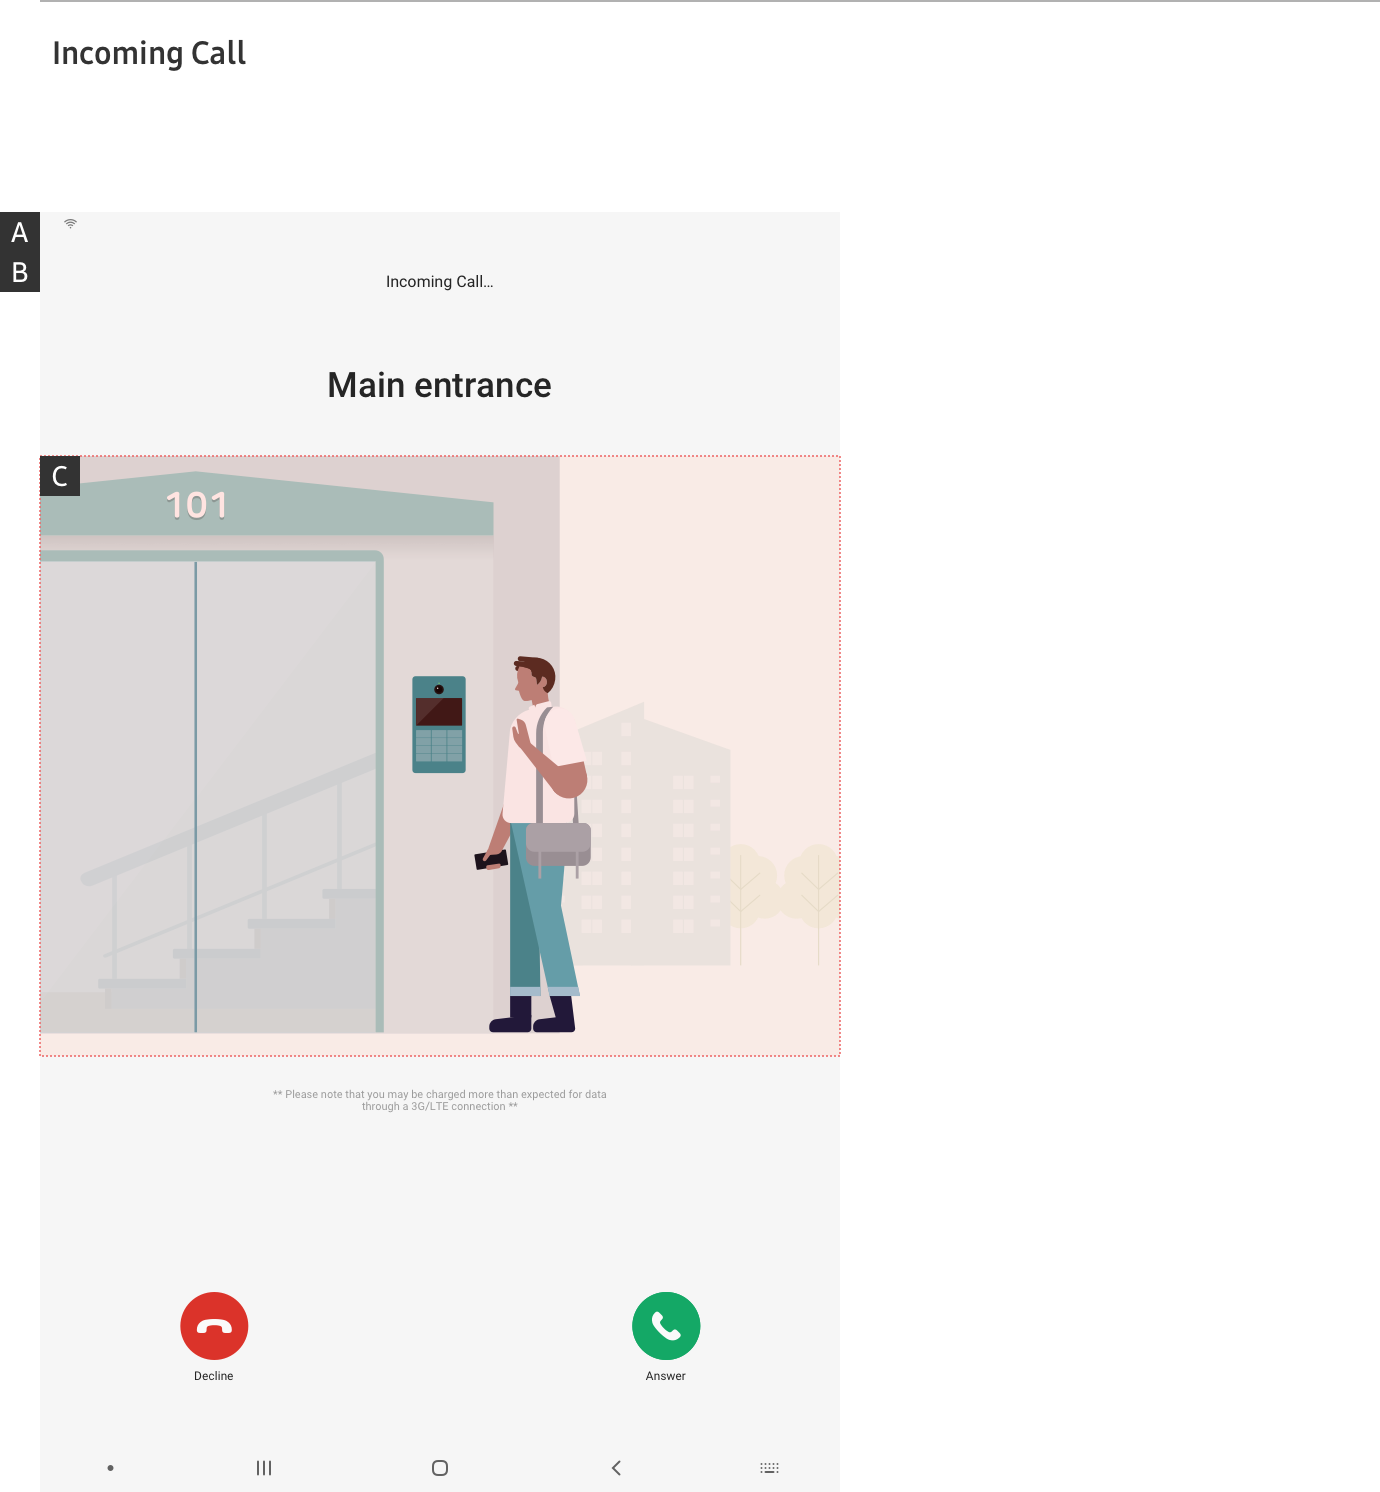 Incoming Call
A
B
Incoming Call...
Main entrance
C
101
** Please note that you may be charged more than expected for data
through a 3G/LTE connection **
Decline
Answer